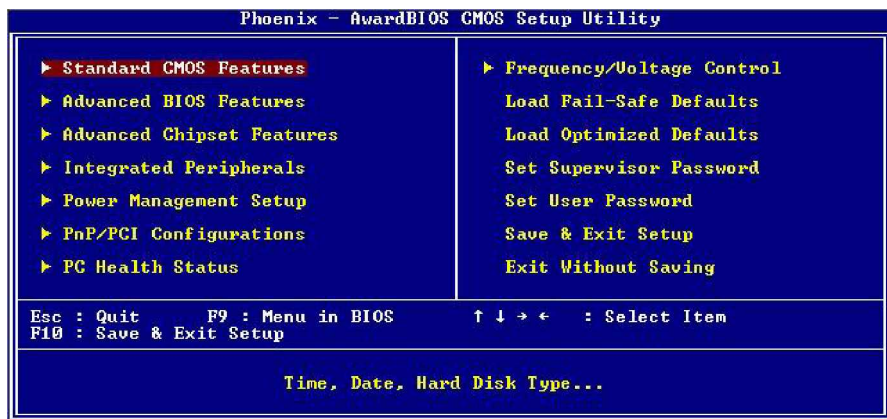 Phoenix - AwardBIOS CMOS Setup Utility
▶ Standard CMOS Features
▶ Advanced BIOS Features
▶ Advanced Chipset Features
▶ Integrated Peripherals
▶ Power Management Setup
▶ PnP/PCI Configurations
▶ PC Health Status
▶ Frequency/Voltage Control
Load Fail-Safe Defaults
Load Optimized Defaults
Set Supervisor Password
Set User Password
Save & Exit Setup
Exit Without Saving
Esc : Quit F9 : Menu in BIOS ↑ ↓ → ← : Select Item
F10 : Save & Exit Setup
Time, Date, Hard Disk Type...